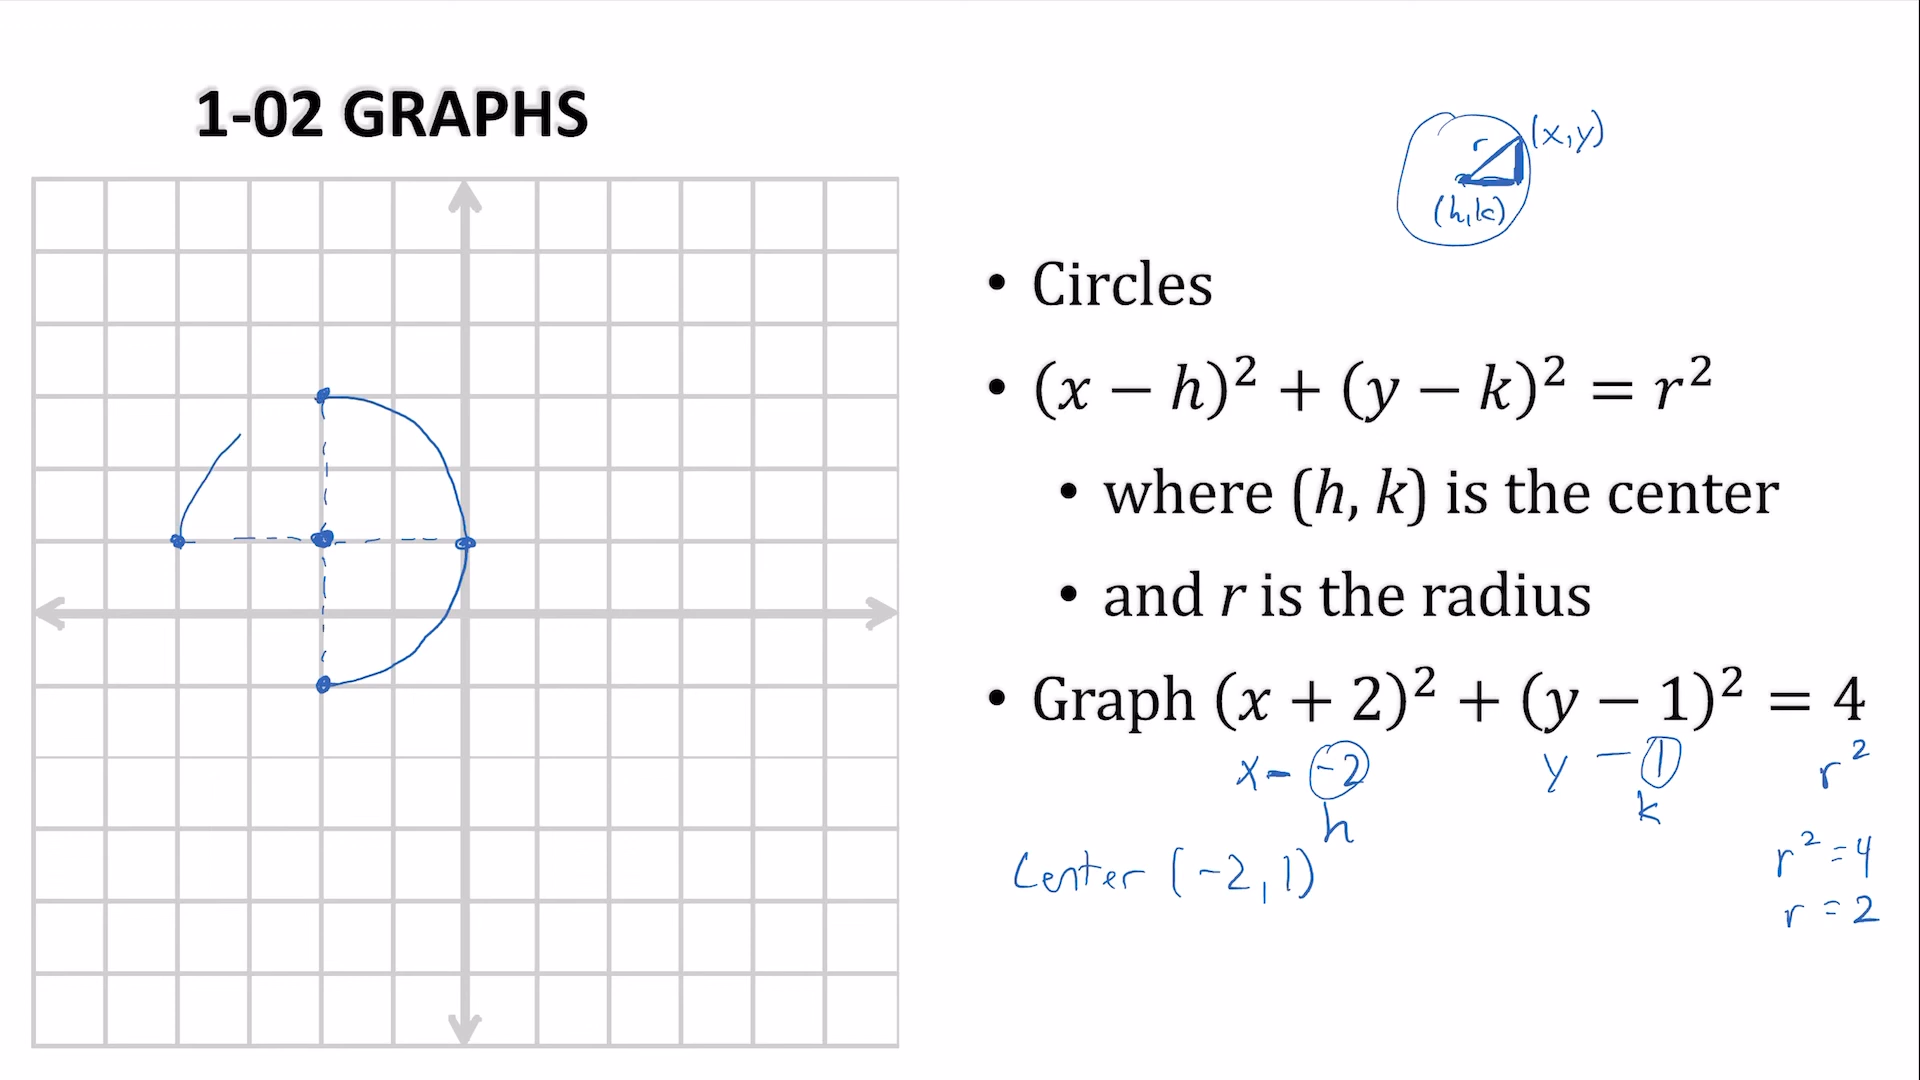 1-02 GRAPHS
r (x,y)
(h,k)
• Circles
• (x − h)² + (y − k)² = r²
• where (h, k) is the center
• and r is the radius
• Graph (x + 2)² + (y − 1)² = 4
x - -2 y - 1 r²
h k
Center (-2, 1)
r² = 4
r = 2